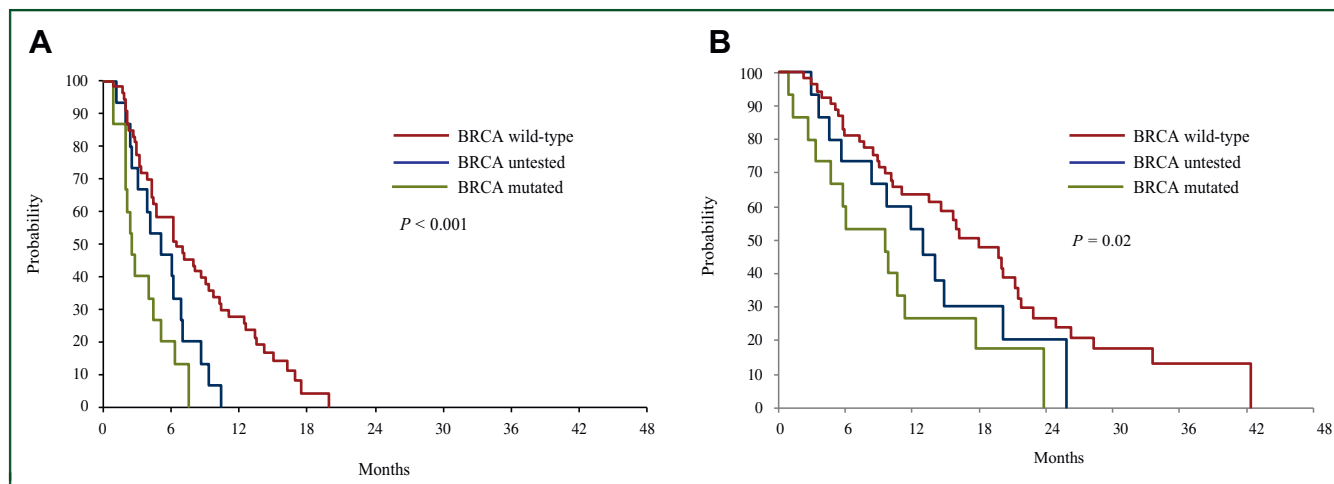 A
100
90
80
70
60
50
40
30
20
10
0
Probability
BRCA wild-type
BRCA untested
BRCA mutated
P < 0.001
0 6 12 18 24 30 36 42 48
Months
B
100
90
80
70
60
50
40
30
20
10
0
Probability
BRCA wild-type
BRCA untested
BRCA mutated
P = 0.02
0 6 12 18 24 30 36 42 48
Months